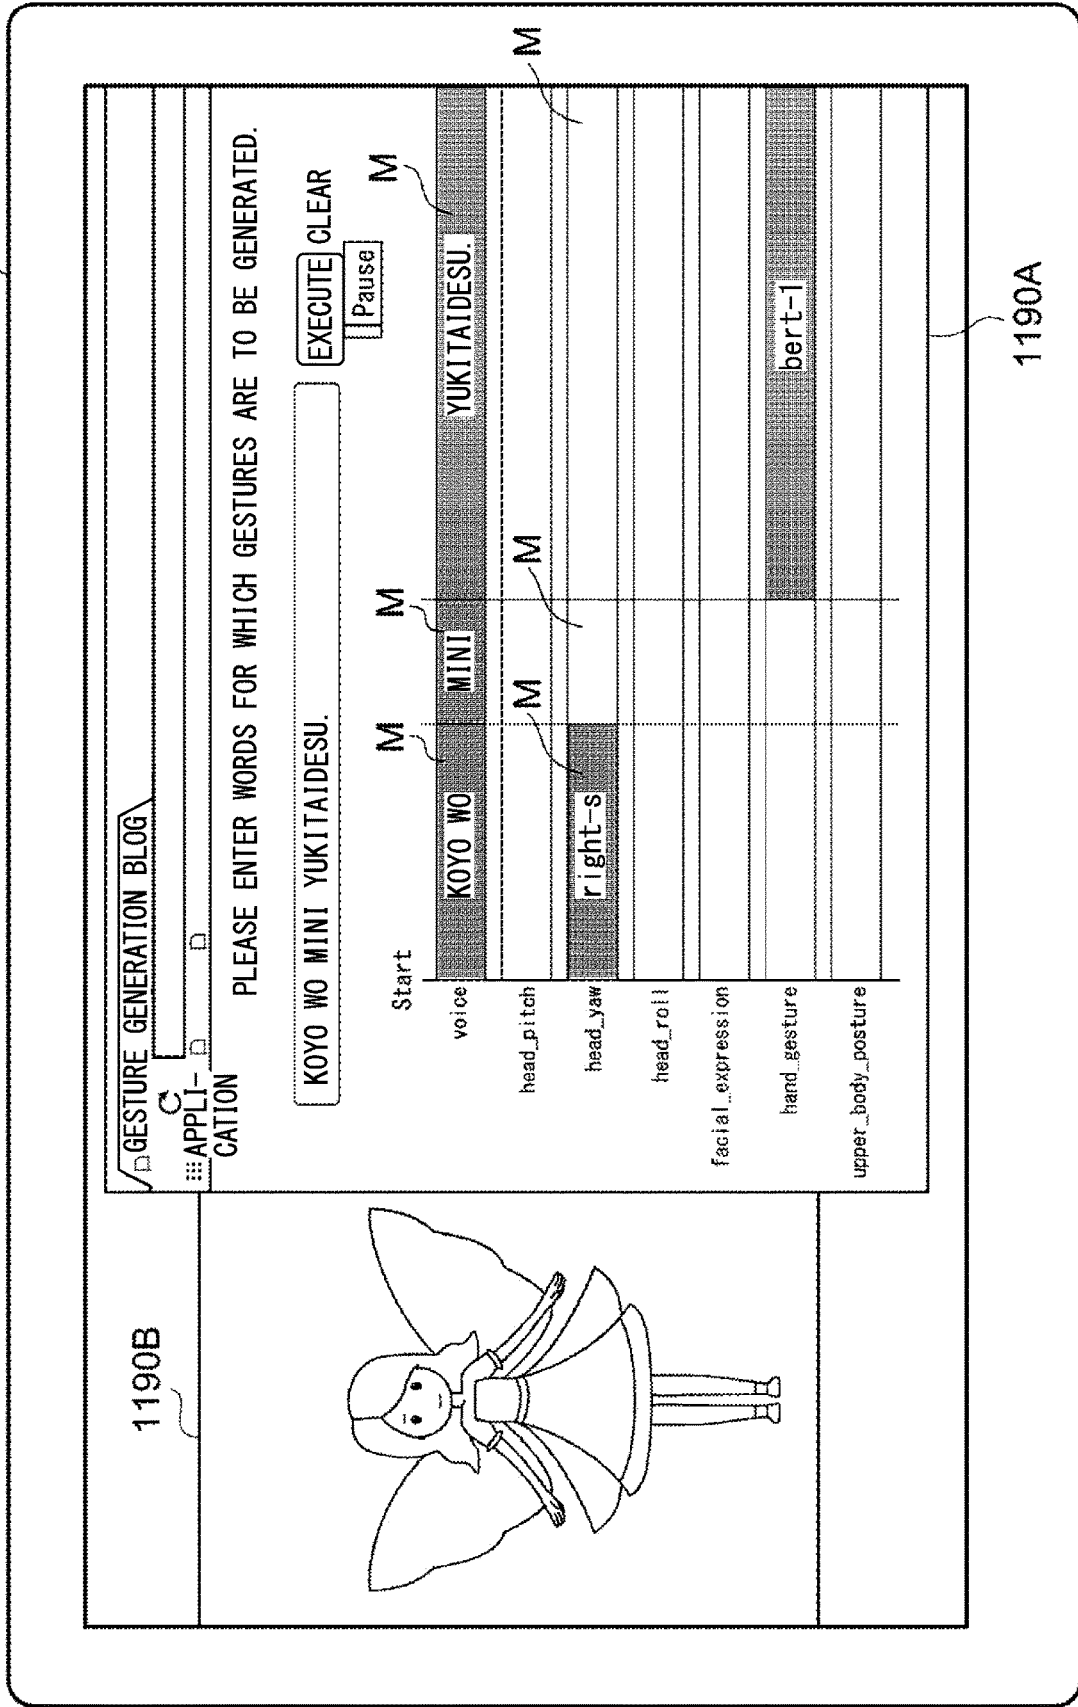 1190B
GESTURE GENERATION BLOG
APPLI-
CATION
PLEASE ENTER WORDS FOR WHICH GESTURES ARE TO BE GENERATED.
KOYO WO MINI YUKITAIDESU.
EXECUTE CLEAR
Pause
Start
M
M
M
voice
KOYO WO
MINI
YUKITAIDESU.
M
M
M
head_pitch
head_yaw
right-s
head_roll
facial_expression
hand_gesture
bert-1
upper_body_posture
1190A